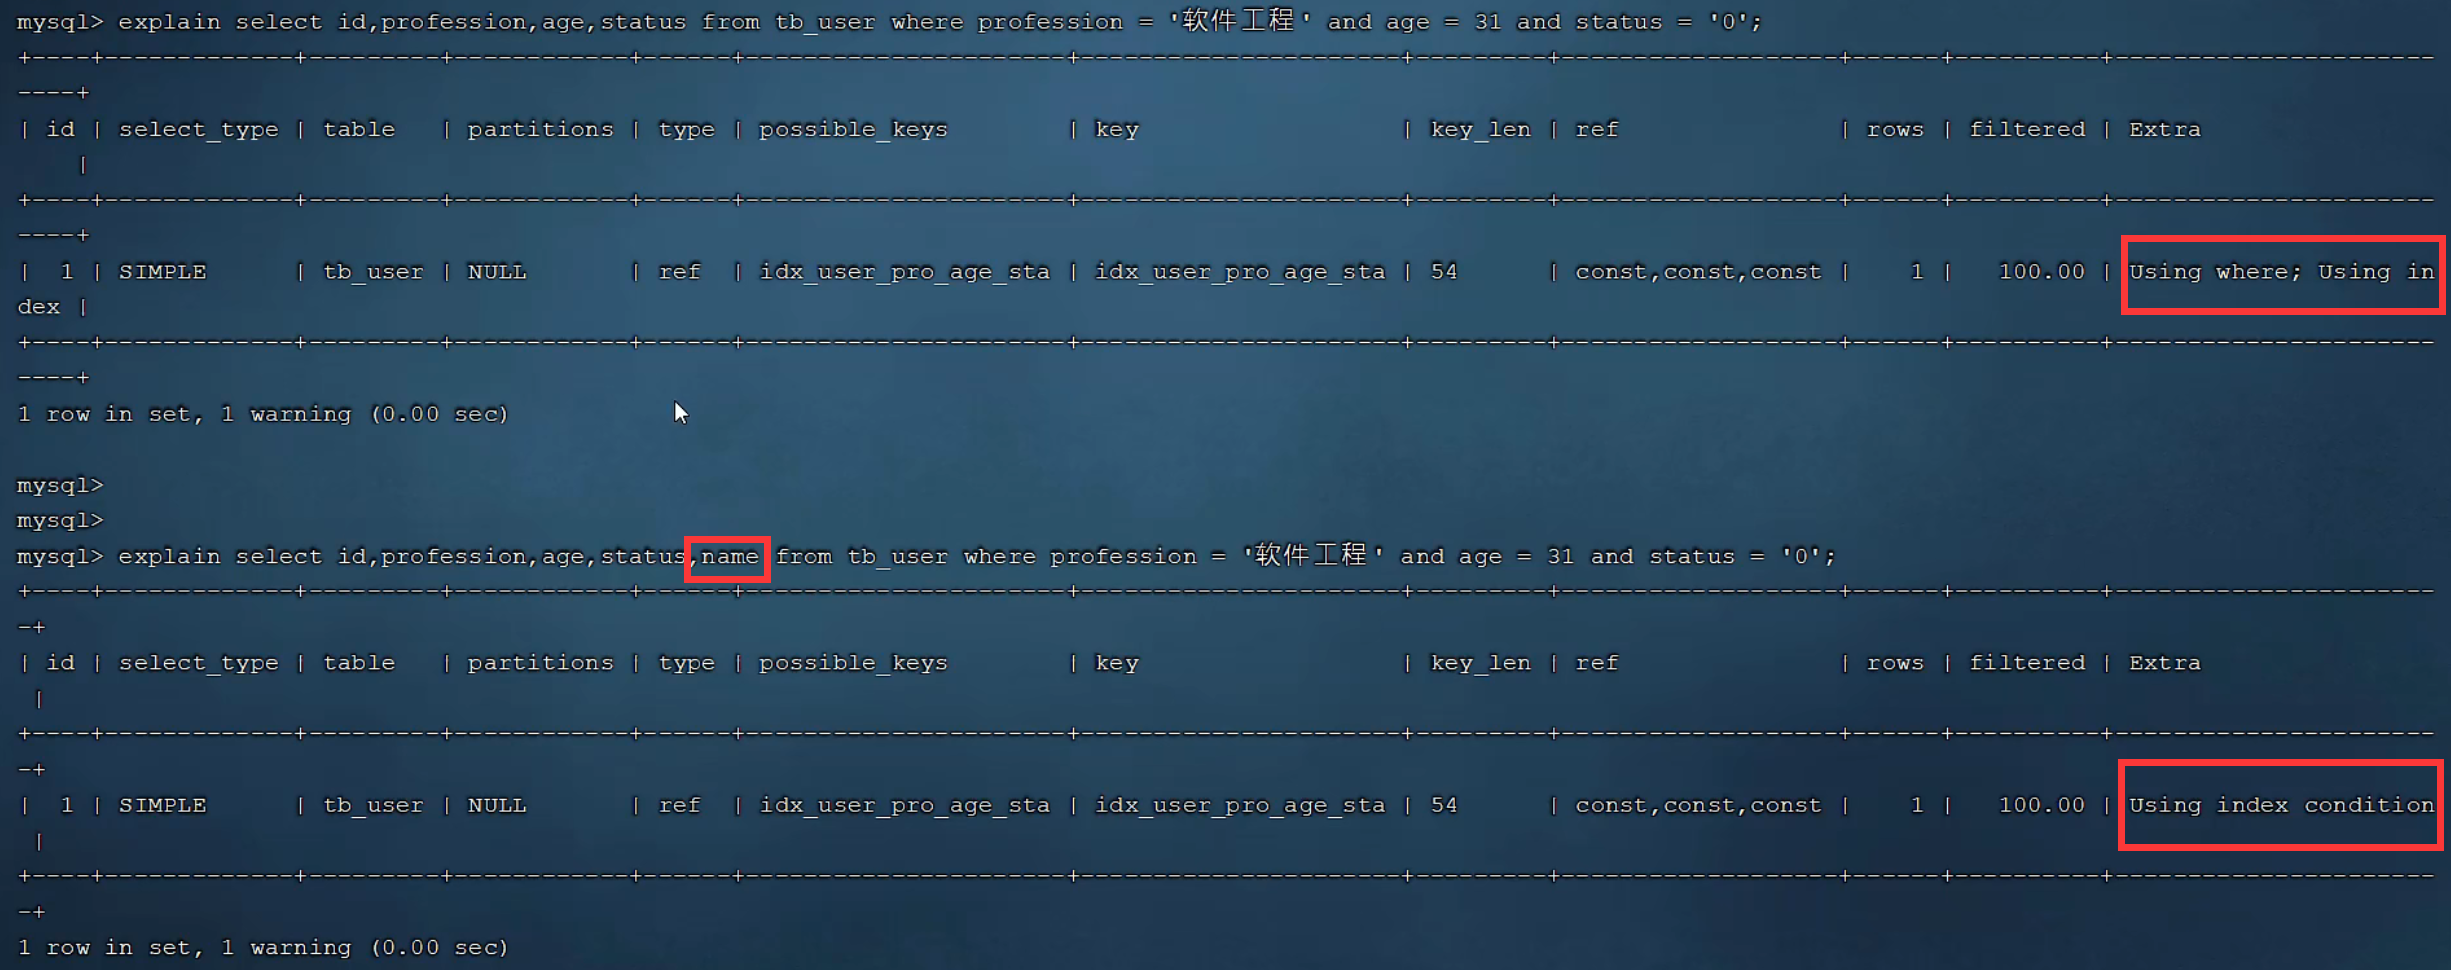 mysql> explain select id,profession,age,status from tb_user where profession = '软件工程' and age = 31 and status = '0';
+----+-------------+---------+------------+------+----------------------+----------------------+---------+-------------------+------+----------+----------------------
----+
| id | select_type | table   | partitions | type | possible_keys        | key                  | key_len | ref               | rows | filtered | Extra
    |
+----+-------------+---------+------------+------+----------------------+----------------------+---------+-------------------+------+----------+----------------------
----+
|  1 | SIMPLE      | tb_user | NULL       | ref  | idx_user_pro_age_sta | idx_user_pro_age_sta | 54      | const,const,const |    1 |   100.00 | Using where; Using in
dex |
+----+-------------+---------+------------+------+----------------------+----------------------+---------+-------------------+------+----------+----------------------
----+
1 row in set, 1 warning (0.00 sec)
mysql>
mysql>
mysql> explain select id,profession,age,status,name from tb_user where profession = '软件工程' and age = 31 and status = '0';
+----+-------------+---------+------------+------+----------------------+----------------------+---------+-------------------+------+----------+----------------------
-+
| id | select_type | table   | partitions | type | possible_keys        | key                  | key_len | ref               | rows | filtered | Extra
 |
+----+-------------+---------+------------+------+----------------------+----------------------+---------+-------------------+------+----------+----------------------
-+
|  1 | SIMPLE      | tb_user | NULL       | ref  | idx_user_pro_age_sta | idx_user_pro_age_sta | 54      | const,const,const |    1 |   100.00 | Using index condition
 |
+----+-------------+---------+------------+------+----------------------+----------------------+---------+-------------------+------+----------+----------------------
-+
1 row in set, 1 warning (0.00 sec)